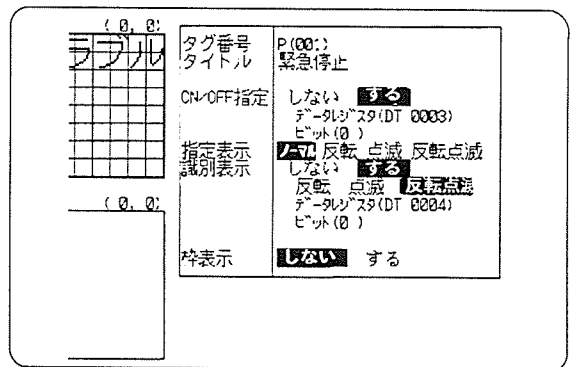 ( 0, 0)
ラブル
( 0, 0)
タグ番号 P(00:)
タイトル 緊急停止
ON/OFF指定 しない する
データレジスタ(DT 0003)
ビット(0 )
指定表示 ノーマル 反転 点滅 反転点滅
識別表示 しない する
反転 点滅 反転点滅
データレジスタ(DT 0004)
ビット(0 )
枠表示 しない する